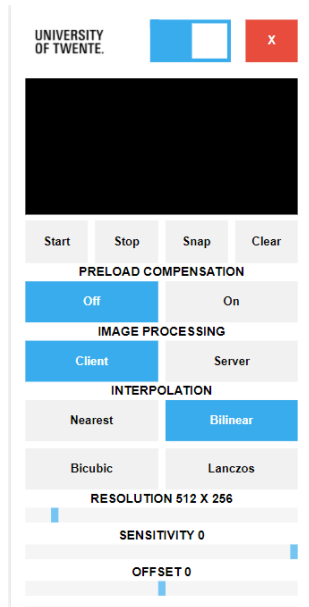 UNIVERSITY
OF TWENTE.
X
Start Stop Snap Clear
PRELOAD COMPENSATION
Off On
IMAGE PROCESSING
Client Server
INTERPOLATION
Nearest Bilinear
Bicubic Lanczos
RESOLUTION 512 X 256
SENSITIVITY 0
OFFSET 0